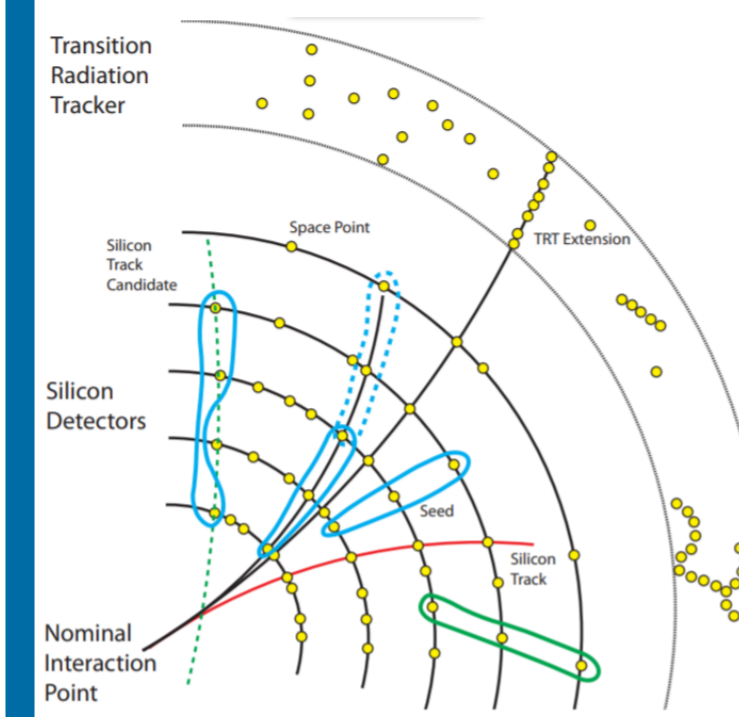 Transition
Radiation
Tracker
Space Point
Silicon
Track
Candidate
TRT Extension
Silicon
Detectors
Seed
Silicon
Track
Nominal
Interaction
Point